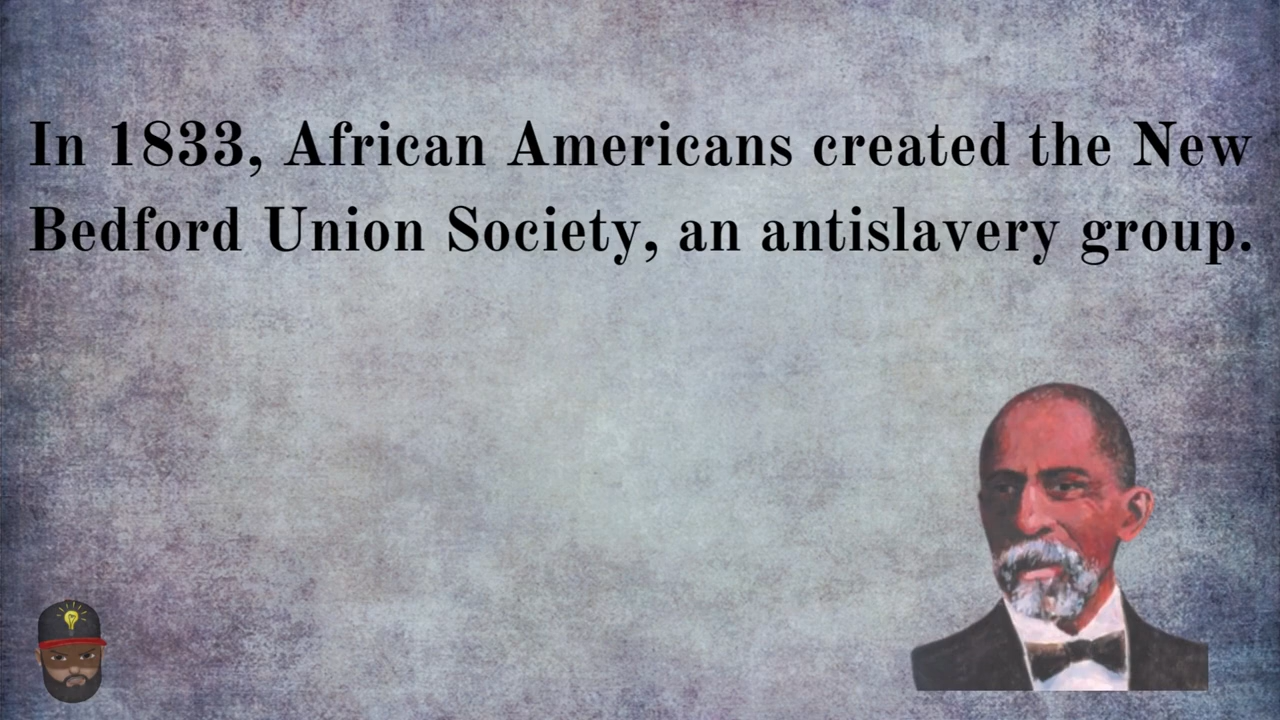 In 1833, African Americans created the New
Bedford Union Society, an antislavery group.